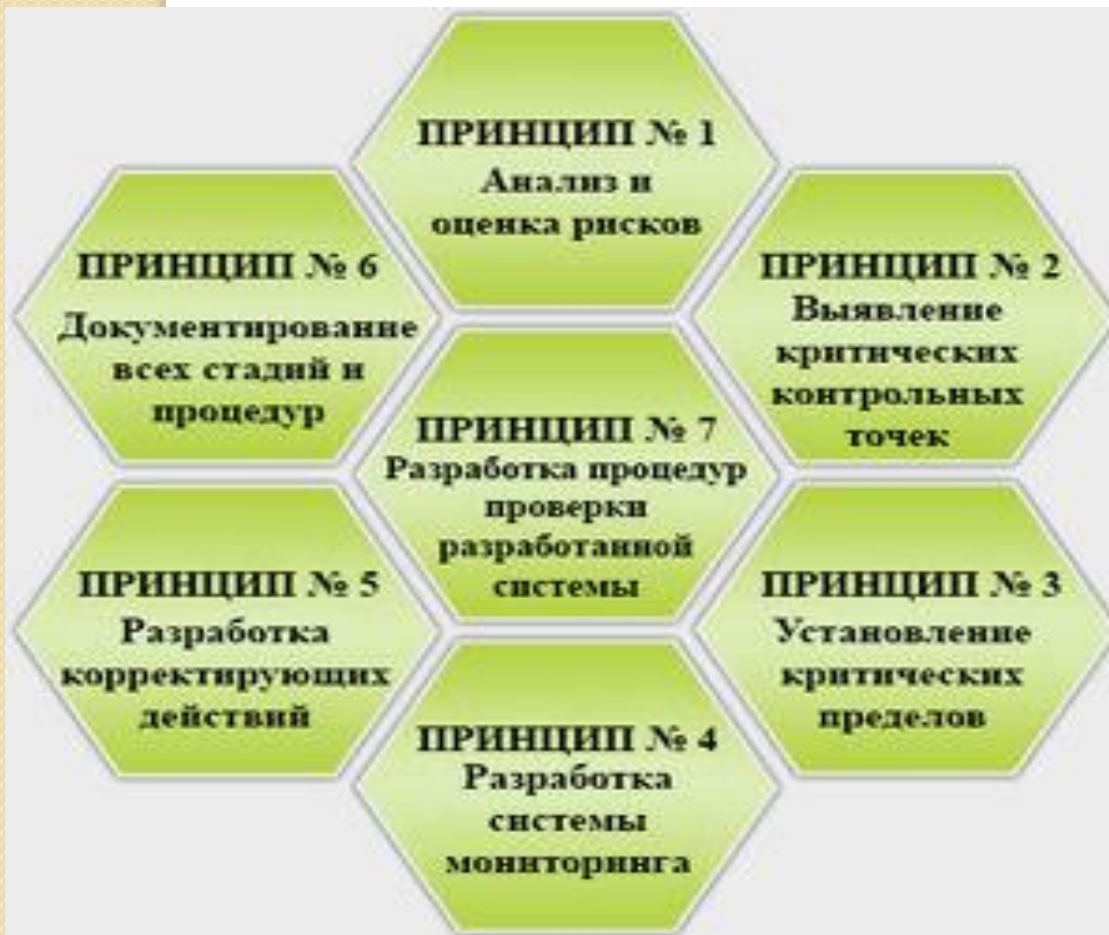 ПРИНЦИП № 1
Анализ и
оценка рисков
ПРИНЦИП № 2
Выявление
критических
контрольных
точек
ПРИНЦИП № 3
Установление
критических
пределов
ПРИНЦИП № 4
Разработка
системы
мониторинга
ПРИНЦИП № 5
Разработка
корректирующих
действий
ПРИНЦИП № 6
Документирование
всех стадий и
процедур
ПРИНЦИП № 7
Разработка процедур
проверки
разработанной
системы